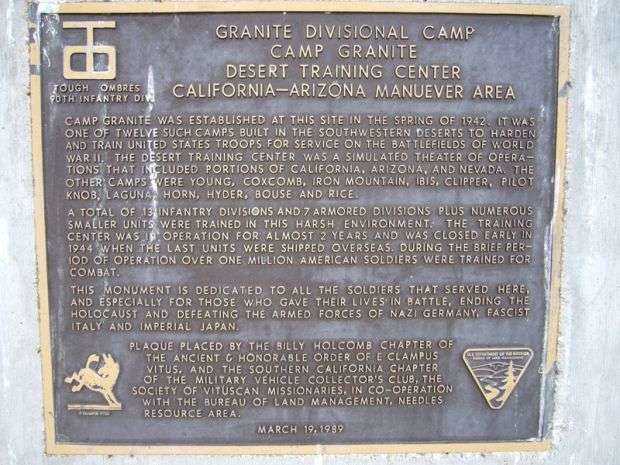 GRANITE DIVISIONAL CAMP
CAMP GRANITE
DESERT TRAINING CENTER
CALIFORNIA—ARIZONA MANUEVER AREA
TO
TOUGH OMBRES
90TH INFANTRY DIV.
CAMP GRANITE WAS ESTABLISHED AT THIS SITE IN THE SPRING OF 1942. IT WAS
ONE OF TWELVE SUCH CAMPS BUILT IN THE SOUTHWESTERN DESERTS TO HARDEN
AND TRAIN UNITED STATES TROOPS FOR SERVICE ON THE BATTLEFIELDS OF WORLD
WAR II. THE DESERT TRAINING CENTER WAS A SIMULATED THEATER OF OPERA-
TIONS THAT INCLUDED PORTIONS OF CALIFORNIA, ARIZONA, AND NEVADA. THE
OTHER CAMPS WERE YOUNG, COXCOMB, IRON MOUNTAIN, IBIS, CLIPPER, PILOT
KNOB, LAGUNA, HORN, HYDER, BOUSE AND RICE.
A TOTAL OF 13 INFANTRY DIVISIONS AND 7 ARMORED DIVISIONS PLUS NUMEROUS
SMALLER UNITS WERE TRAINED IN THIS HARSH ENVIRONMENT. THE TRAINING
CENTER WAS IN OPERATION FOR ALMOST 2 YEARS AND WAS CLOSED EARLY IN
1944 WHEN THE LAST UNITS WERE SHIPPED OVERSEAS. DURING THE BRIEF PER-
IOD OF OPERATION OVER ONE MILLION AMERICAN SOLDIERS WERE TRAINED FOR
COMBAT.
THIS MONUMENT IS DEDICATED TO ALL THE SOLDIERS THAT SERVED HERE,
AND ESPECIALLY FOR THOSE WHO GAVE THEIR LIVES IN BATTLE, ENDING THE
HOLOCAUST AND DEFEATING THE ARMED FORCES OF NAZI GERMANY, FASCIST
ITALY AND IMPERIAL JAPAN.
PLAQUE PLACED BY THE BILLY HOLCOMB CHAPTER OF
THE ANCIENT & HONORABLE ORDER OF E CLAMPUS
VITUS, AND THE SOUTHERN CALIFORNIA CHAPTER
OF THE MILITARY VEHICLE COLLECTOR'S CLUB, THE
SOCIETY OF VITUSCAN MISSIONARIES, IN CO-OPERATION
WITH THE BUREAU OF LAND MANAGEMENT, NEEDLES
RESOURCE AREA.
MARCH 19, 1989
U.S. DEPARTMENT OF THE INTERIOR
BUREAU OF LAND MANAGEMENT